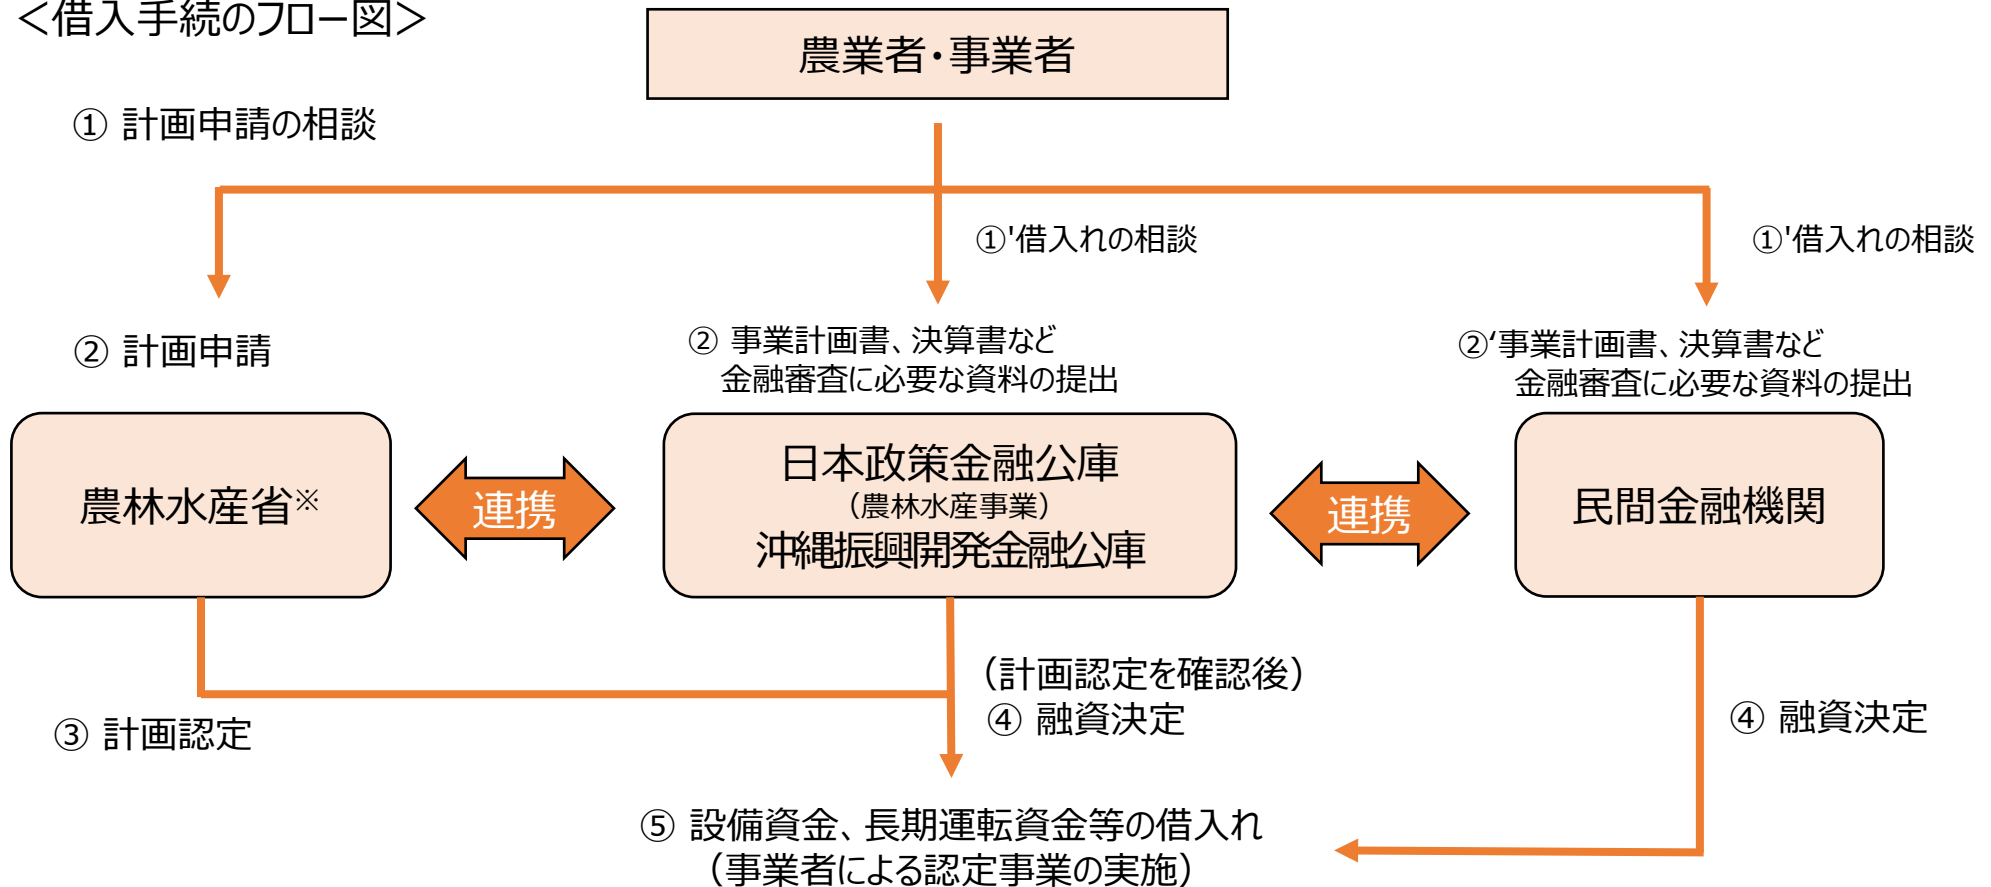 ＜借入手続のフロー図＞
農業者・事業者
① 計画申請の相談
①'借入れの相談
①'借入れの相談
② 計画申請
② 事業計画書、決算書など
金融審査に必要な資料の提出
②‘事業計画書、決算書など
金融審査に必要な資料の提出
農林水産省※
連携
日本政策金融公庫
（農林水産事業）
沖縄振興開発金融公庫
連携
民間金融機関
③ 計画認定
（計画認定を確認後）
④ 融資決定
④ 融資決定
⑤ 設備資金、長期運転資金等の借入れ
（事業者による認定事業の実施）